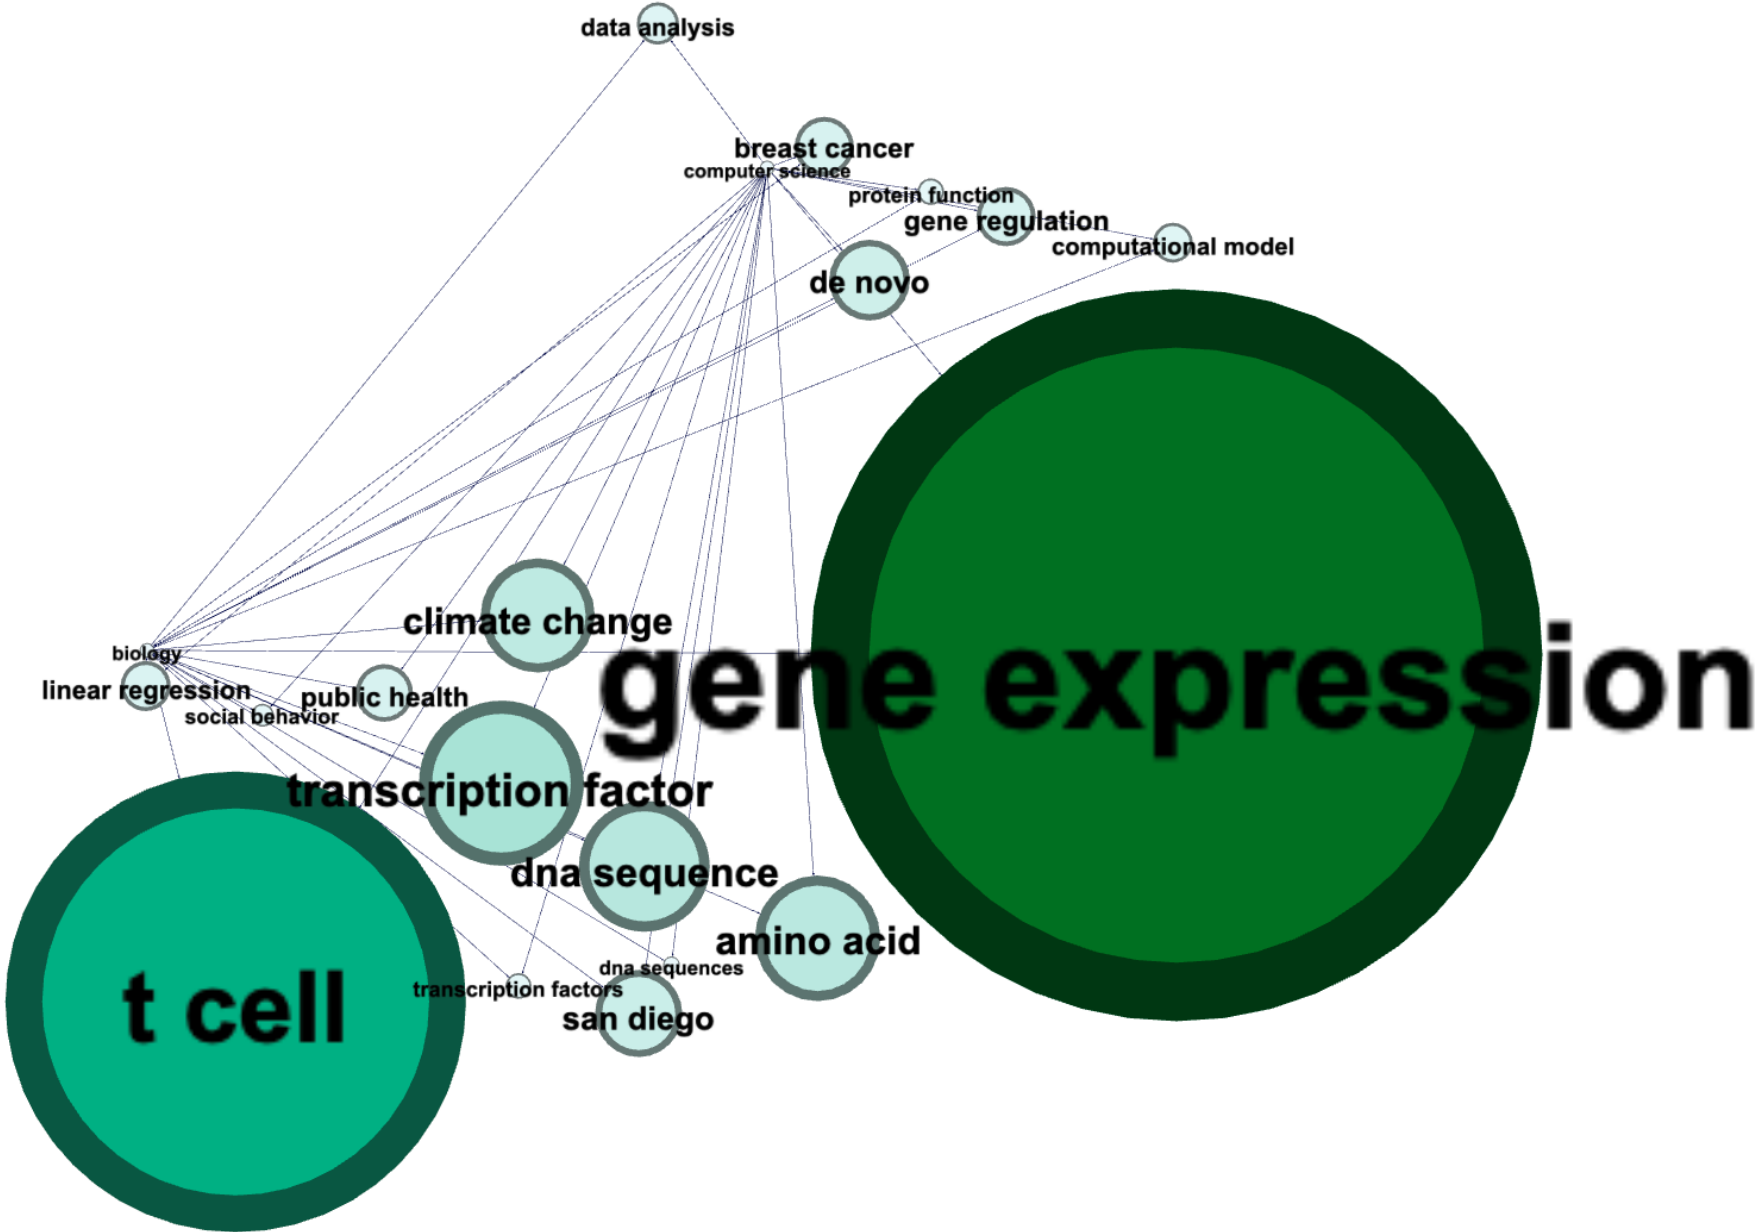 data analysis
breast cancer
computer science
protein function
gene regulation
computational model
de novo
climate change
biology
gene expression
linear regression
public health
social behavior
transcription factor
dna sequence
amino acid
dna sequences
transcription factors
t cell
san diego